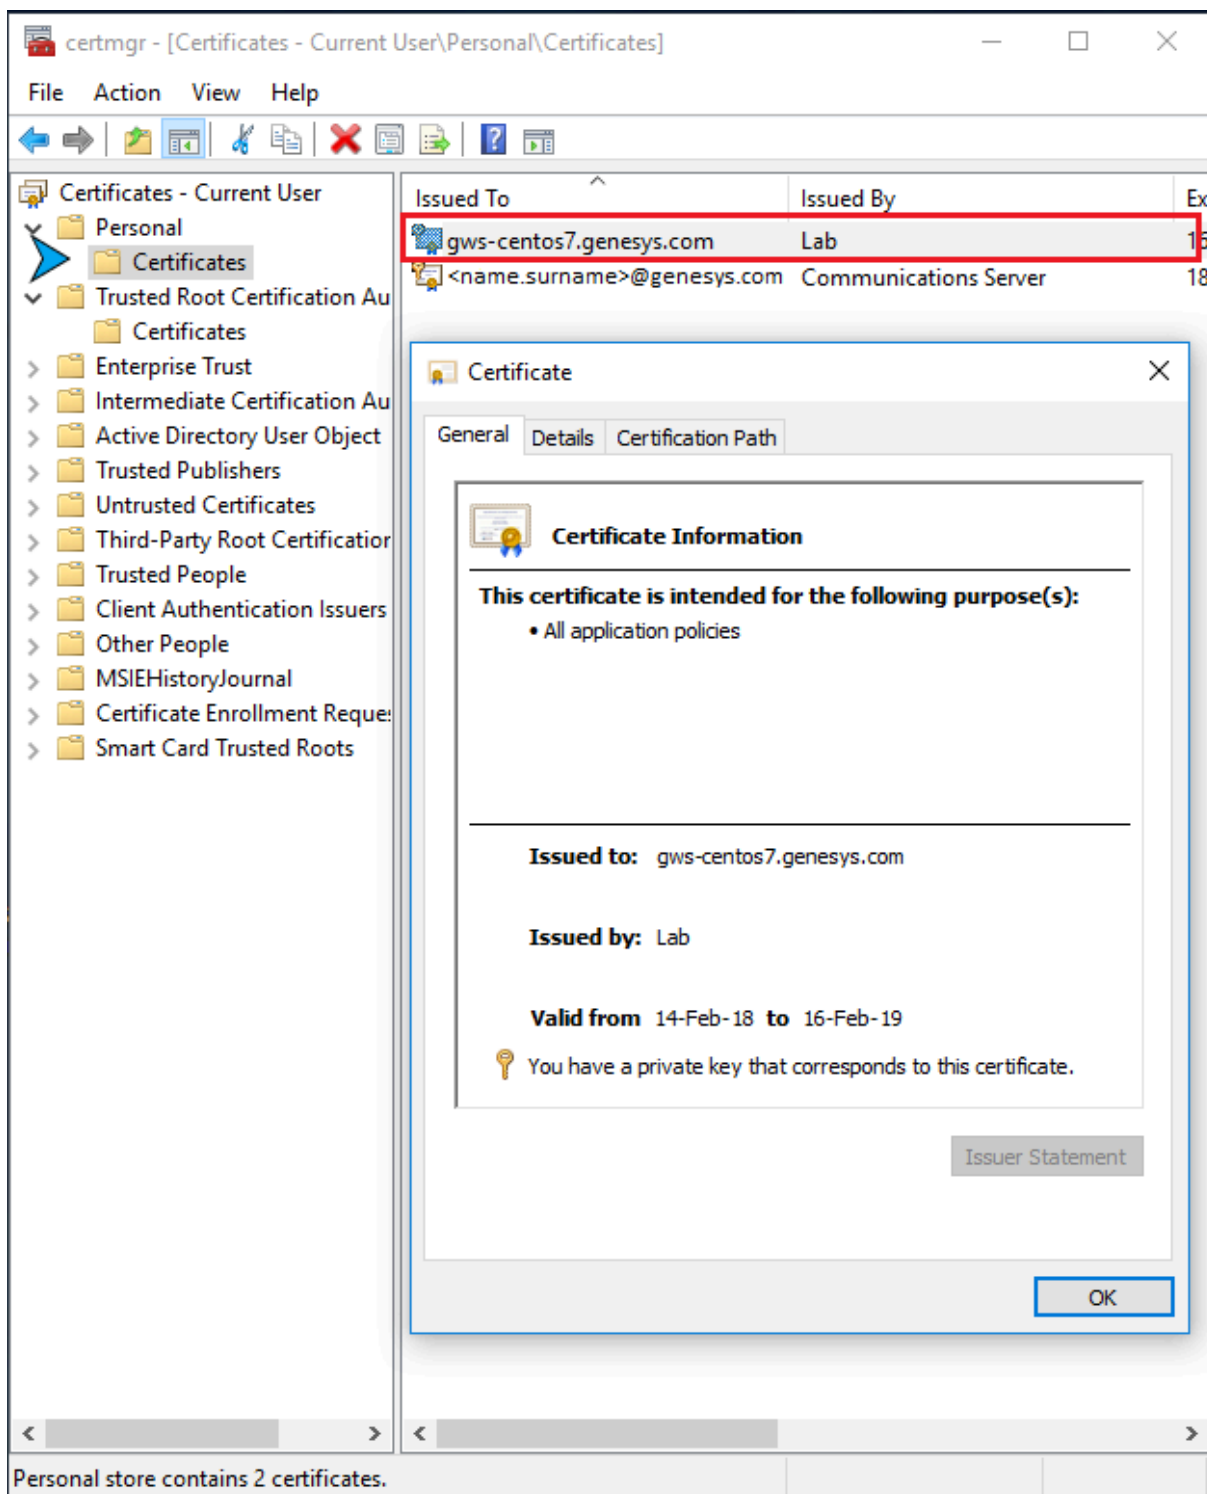 certmgr - [Certificates - Current User\Personal\Certificates]
File Action View Help
Certificates - Current User
Personal
Certificates
Trusted Root Certification Au
Certificates
Enterprise Trust
Intermediate Certification Au
Active Directory User Object
Trusted Publishers
Untrusted Certificates
Third-Party Root Certification
Trusted People
Client Authentication Issuers
Other People
MSIEHistoryJournal
Certificate Enrollment Reques
Smart Card Trusted Roots
Issued To Issued By Ex
gws-centos7.genesys.com Lab 16
<name.surname>@genesys.com Communications Server 18
Certificate
General Details Certification Path
Certificate Information
This certificate is intended for the following purpose(s):
• All application policies
Issued to: gws-centos7.genesys.com
Issued by: Lab
Valid from 14-Feb-18 to 16-Feb-19
You have a private key that corresponds to this certificate.
Issuer Statement
OK
Personal store contains 2 certificates.